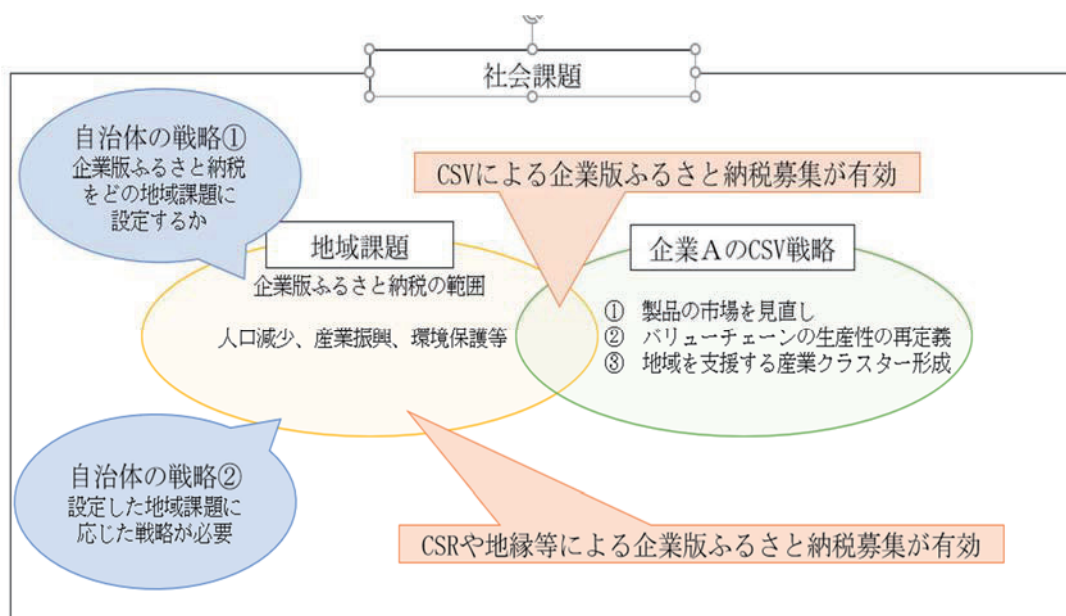 社会課題
自治体の戦略①
企業版ふるさと納税
をどの地域課題に
設定するか
CSVによる企業版ふるさと納税募集が有効
地域課題
企業版ふるさと納税の範囲
人口減少、産業振興、環境保護等
企業AのCSV戦略
① 製品の市場を見直し
② バリューチェーンの生産性の再定義
③ 地域を支援する産業クラスター形成
自治体の戦略②
設定した地域課題に
応じた戦略が必要
CSRや地縁等による企業版ふるさと納税募集が有効